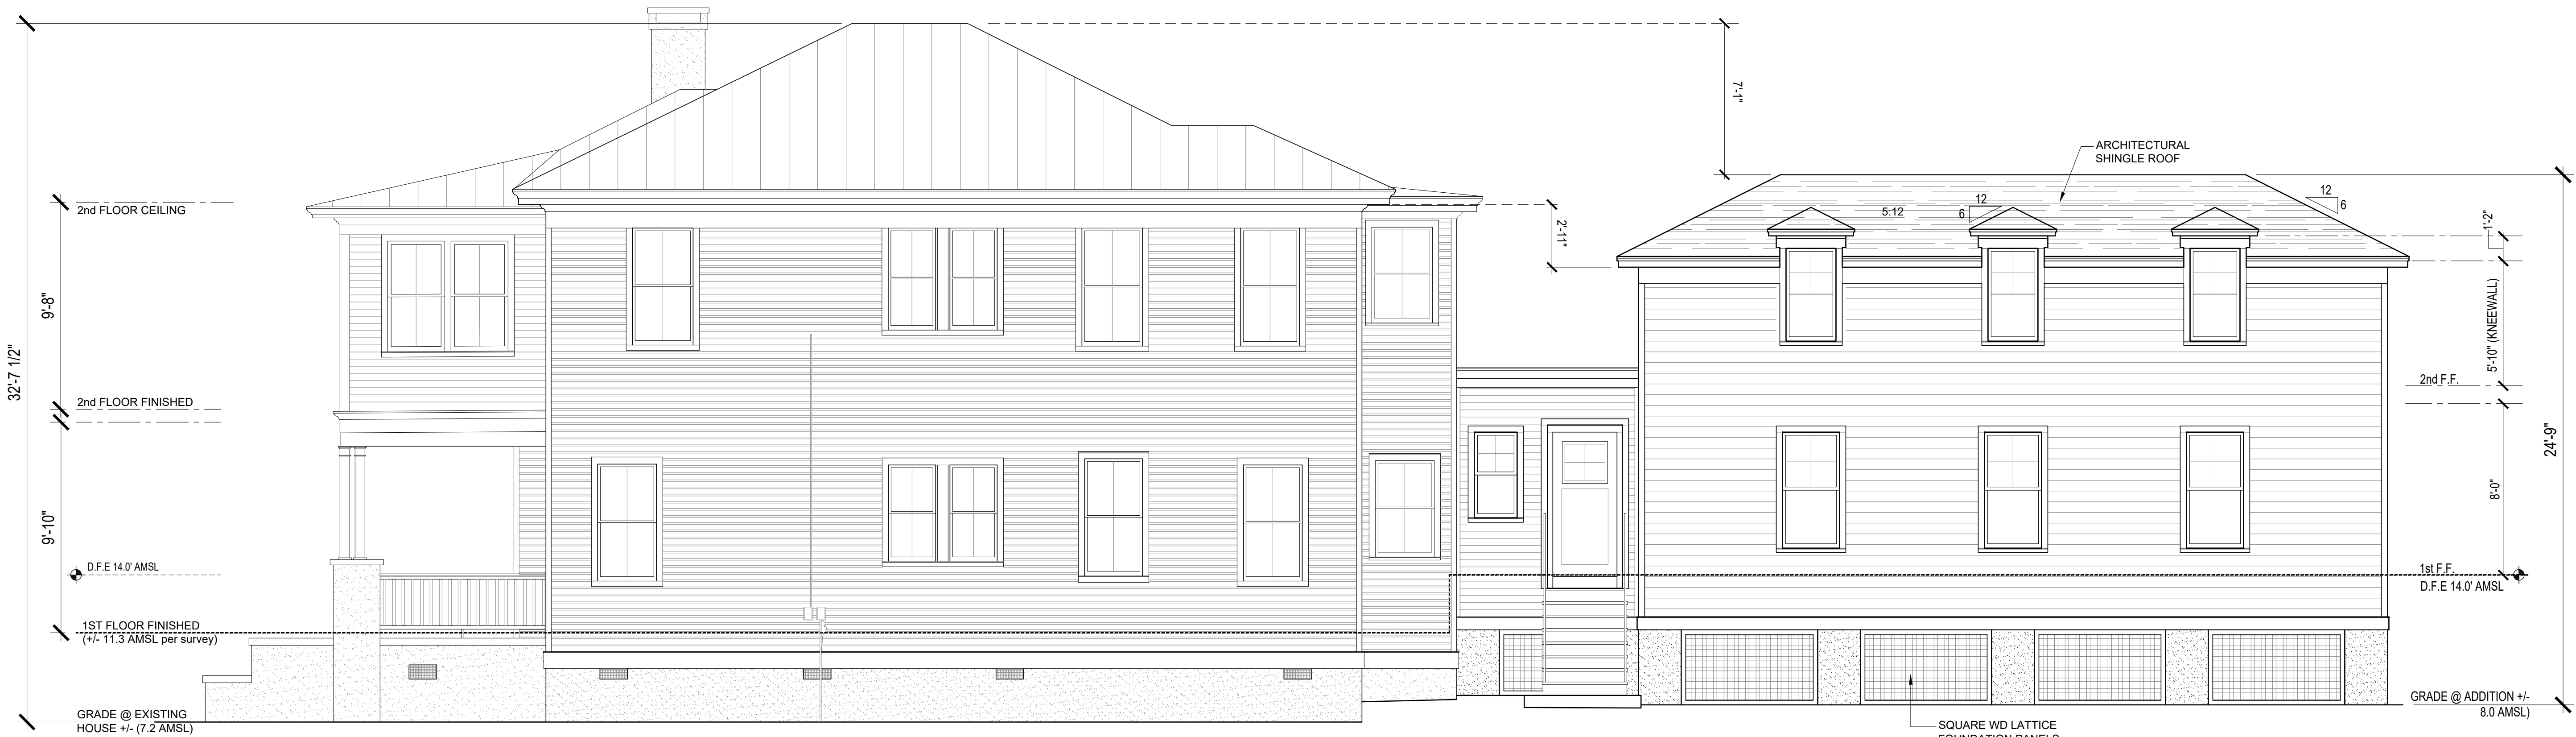 7'-1"
ARCHITECTURAL
SHINGLE ROOF
12
6
5:12
12
6
2nd FLOOR CEILING
2'-11"
1'-2"
9'-8"
32'-7 1/2"
5'-10" (KNEEWALL)
2nd F.F.
2nd FLOOR FINISHED
24'-9"
8'-0"
9'-10"
D.F.E 14.0' AMSL
1st F.F.
D.F.E 14.0' AMSL
1ST FLOOR FINISHED
(+/- 11.3 AMSL per survey)
GRADE @ EXISTING
HOUSE +/- (7.2 AMSL)
GRADE @ ADDITION +/-
8.0 AMSL)
SQUARE WD LATTICE
FOUNDATION PANELS